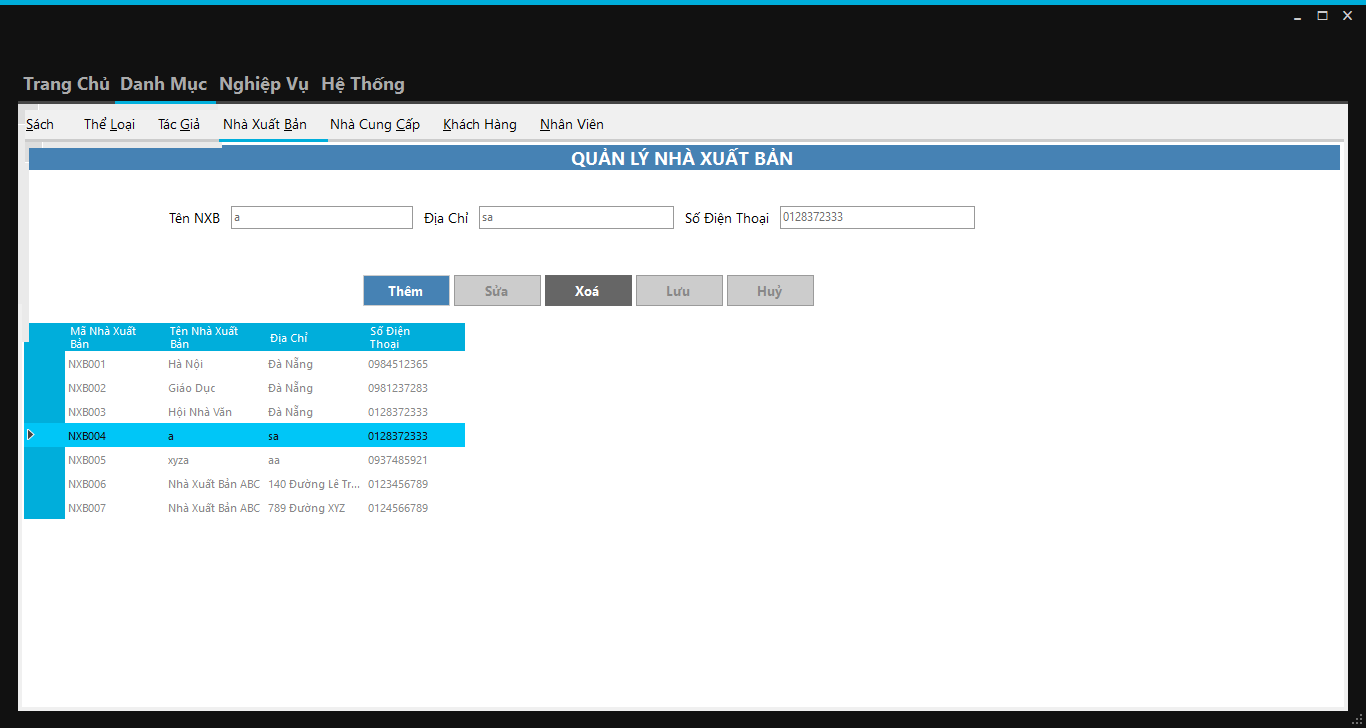 Trang Chủ Danh Mục Nghiệp Vụ Hệ Thống
Sách Thể Loại Tác Giả Nhà Xuất Bản Nhà Cung Cấp Khách Hàng Nhân Viên
QUẢN LÝ NHÀ XUẤT BẢN
Tên NXB a Địa Chỉ sa Số Điện Thoại 0128372333
Thêm Sửa Xoá Lưu Huỷ
Mã Nhà Xuất Bản Tên Nhà Xuất Bản Địa Chỉ Số Điện Thoại
NXB001 Hà Nội Đà Nẵng 0984512365
NXB002 Giáo Dục Đà Nẵng 0981237283
NXB003 Hội Nhà Văn Đà Nẵng 0128372333
NXB004 a sa 0128372333
NXB005 xyza aa 0937485921
NXB006 Nhà Xuất Bản ABC 140 Đường Lê Tr... 0123456789
NXB007 Nhà Xuất Bản ABC 789 Đường XYZ 0124566789